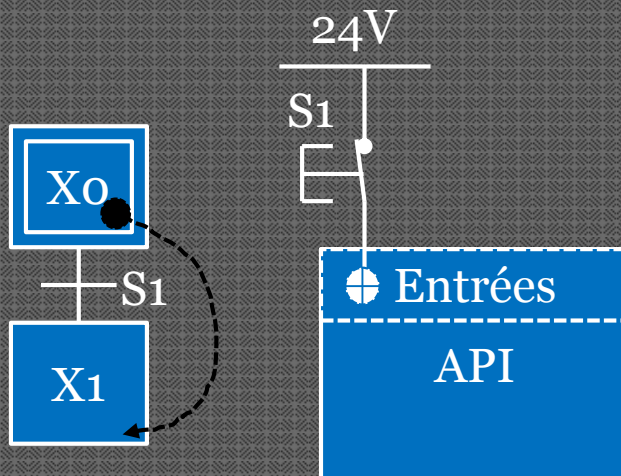 24V
S1
X0
S1
X1
Entrées
API